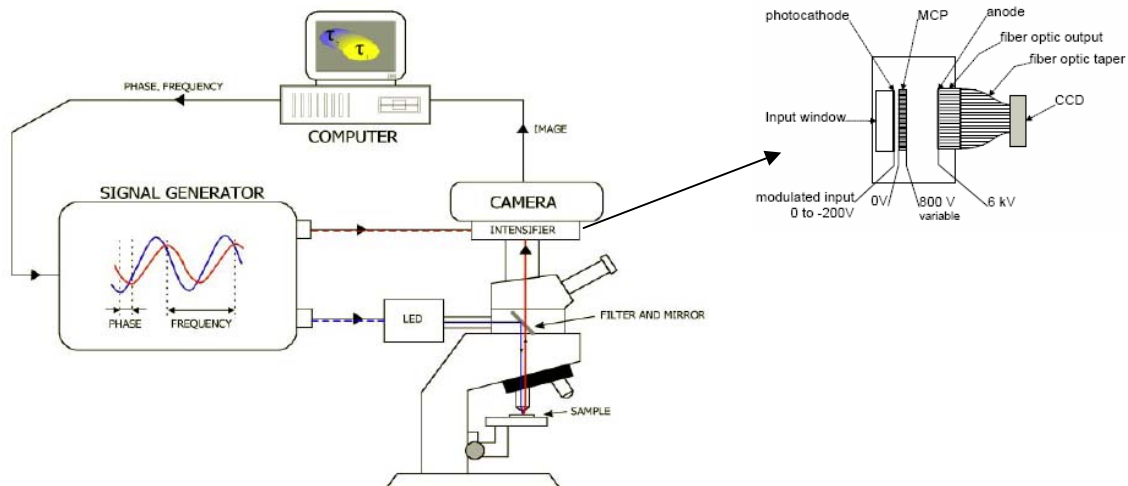 τ
τ
PHASE, FREQUENCY
COMPUTER
IMAGE
SIGNAL GENERATOR
CAMERA
INTENSIFIER
PHASE
FREQUENCY
LED
FILTER AND MIRROR
SAMPLE
photocathode
MCP
anode
fiber optic output
fiber optic taper
CCD
Input window
modulated input
0 to -200V
0V
800 V
variable
6 kV